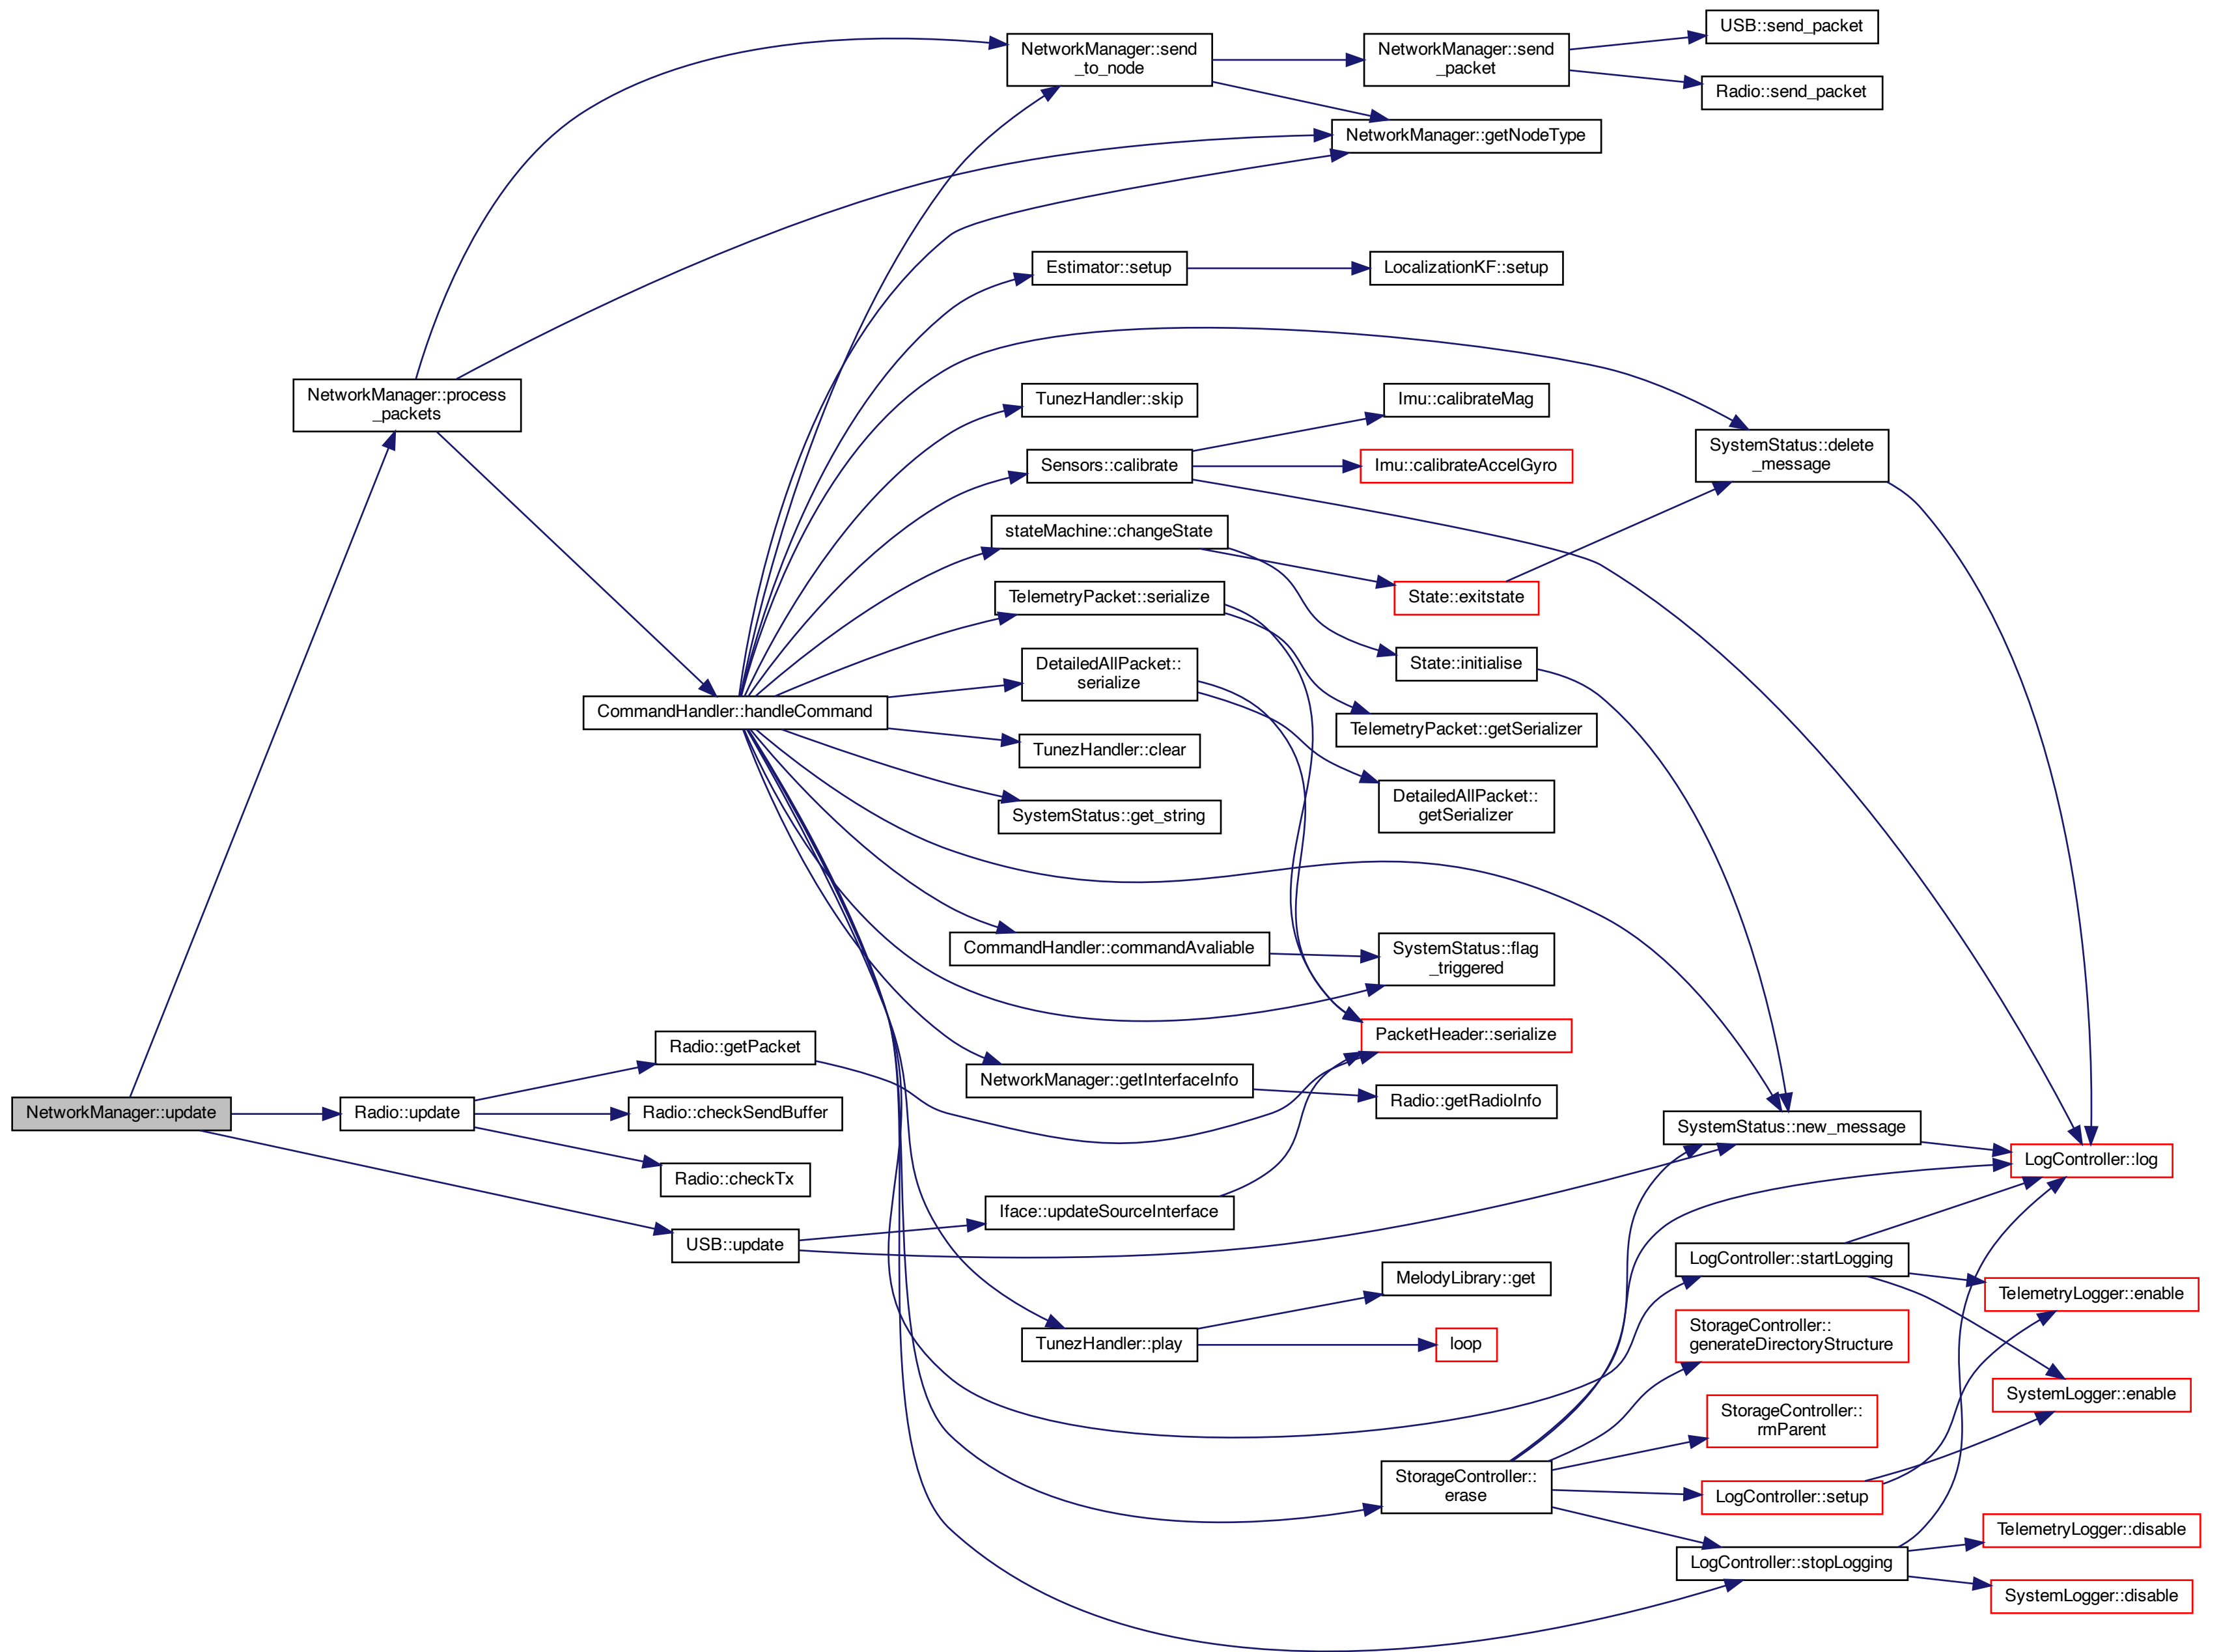 USB::send_packet
NetworkManager::send
_to_node
NetworkManager::send
_packet
Radio::send_packet
NetworkManager::getNodeType
Estimator::setup
LocalizationKF::setup
NetworkManager::process
_packets
TunezHandler::skip
Imu::calibrateMag
SystemStatus::delete
_message
Sensors::calibrate
Imu::calibrateAccelGyro
stateMachine::changeState
TelemetryPacket::serialize
State::exitstate
DetailedAllPacket::
serialize
State::initialise
CommandHandler::handleCommand
TelemetryPacket::getSerializer
TunezHandler::clear
DetailedAllPacket::
getSerializer
SystemStatus::get_string
CommandHandler::commandAvaliable
SystemStatus::flag
_triggered
Radio::getPacket
PacketHeader::serialize
NetworkManager::getInterfaceInfo
Radio::getRadioInfo
NetworkManager::update
Radio::update
Radio::checkSendBuffer
SystemStatus::new_message
LogController::log
Radio::checkTx
Iface::updateSourceInterface
USB::update
LogController::startLogging
MelodyLibrary::get
TelemetryLogger::enable
TunezHandler::play
loop
StorageController::
generateDirectoryStructure
SystemLogger::enable
StorageController::
rmParent
StorageController::
erase
LogController::setup
TelemetryLogger::disable
LogController::stopLogging
SystemLogger::disable